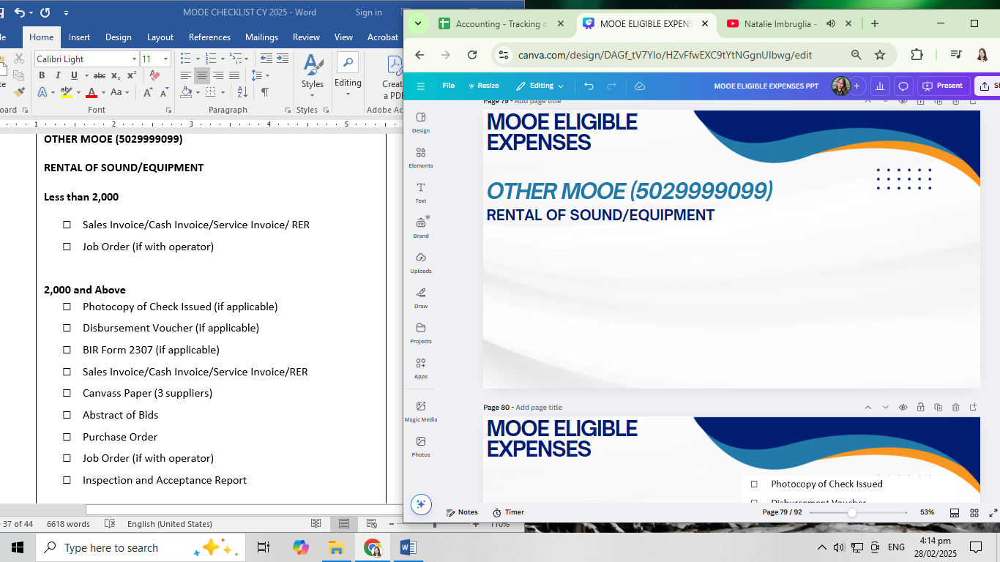 MOOE CHECKLIST CY 2025 - Word
Sign in
Home
Insert
Design
Layout
References
Mailings
Review
View
Acrobat
Calibri Light
11
Editing
Styles
Font
Paragraph
Styles
1
2
3
4
5
OTHER MOOE (5029999099)
RENTAL OF SOUND/EQUIPMENT
Less than 2,000
☐ Sales Invoice/Cash Invoice/Service Invoice/ RER
☐ Job Order (if with operator)
2,000 and Above
☐ Photocopy of Check Issued (if applicable)
☐ Disbursement Voucher (if applicable)
☐ BIR Form 2307 (if applicable)
☐ Sales Invoice/Cash Invoice/Service Invoice/RER
☐ Canvass Paper (3 suppliers)
☐ Abstract of Bids
☐ Purchase Order
☐ Job Order (if with operator)
☐ Inspection and Acceptance Report
37 of 44
6618 words
English (United States)
110%
Accounting - Tracking
MOOE ELIGIBLE EXPENS
Natalie Imbruglia -
canva.com/design/DAGf_tV7YIo/HZvFfwEXC9tYtNGgnUIbwg/edit
File
Resize
Editing
MOOE ELIGIBLE EXPENSES PPT
Present
Design
Elements
Text
Brand
Uploads
Draw
Projects
Apps
Magic Media
Photos
Page 79 - Add page title
MOOE ELIGIBLE
EXPENSES
OTHER MOOE (5029999099)
RENTAL OF SOUND/EQUIPMENT
Page 80 - Add page title
MOOE ELIGIBLE
EXPENSES
☐ Photocopy of Check Issued
☐ Disbursement Voucher
Notes
Timer
Page 79 / 92
53%
Type here to search
ENG
4:14 pm
28/02/2025